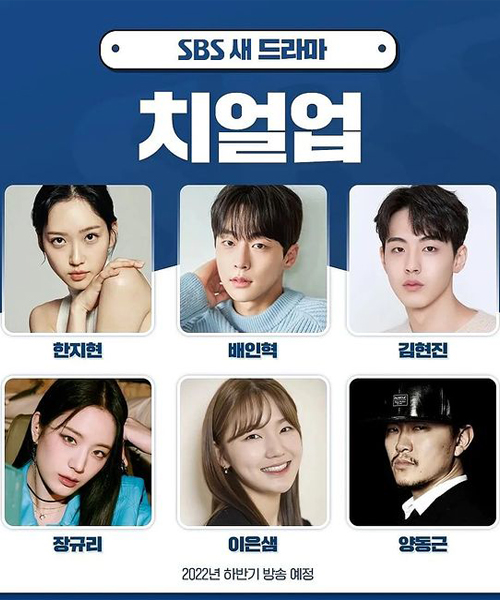 SBS 새 드라마
치얼업
한지현
배인혁
김현진
장규리
이은샘
양동근
2022년 하반기 방송 예정